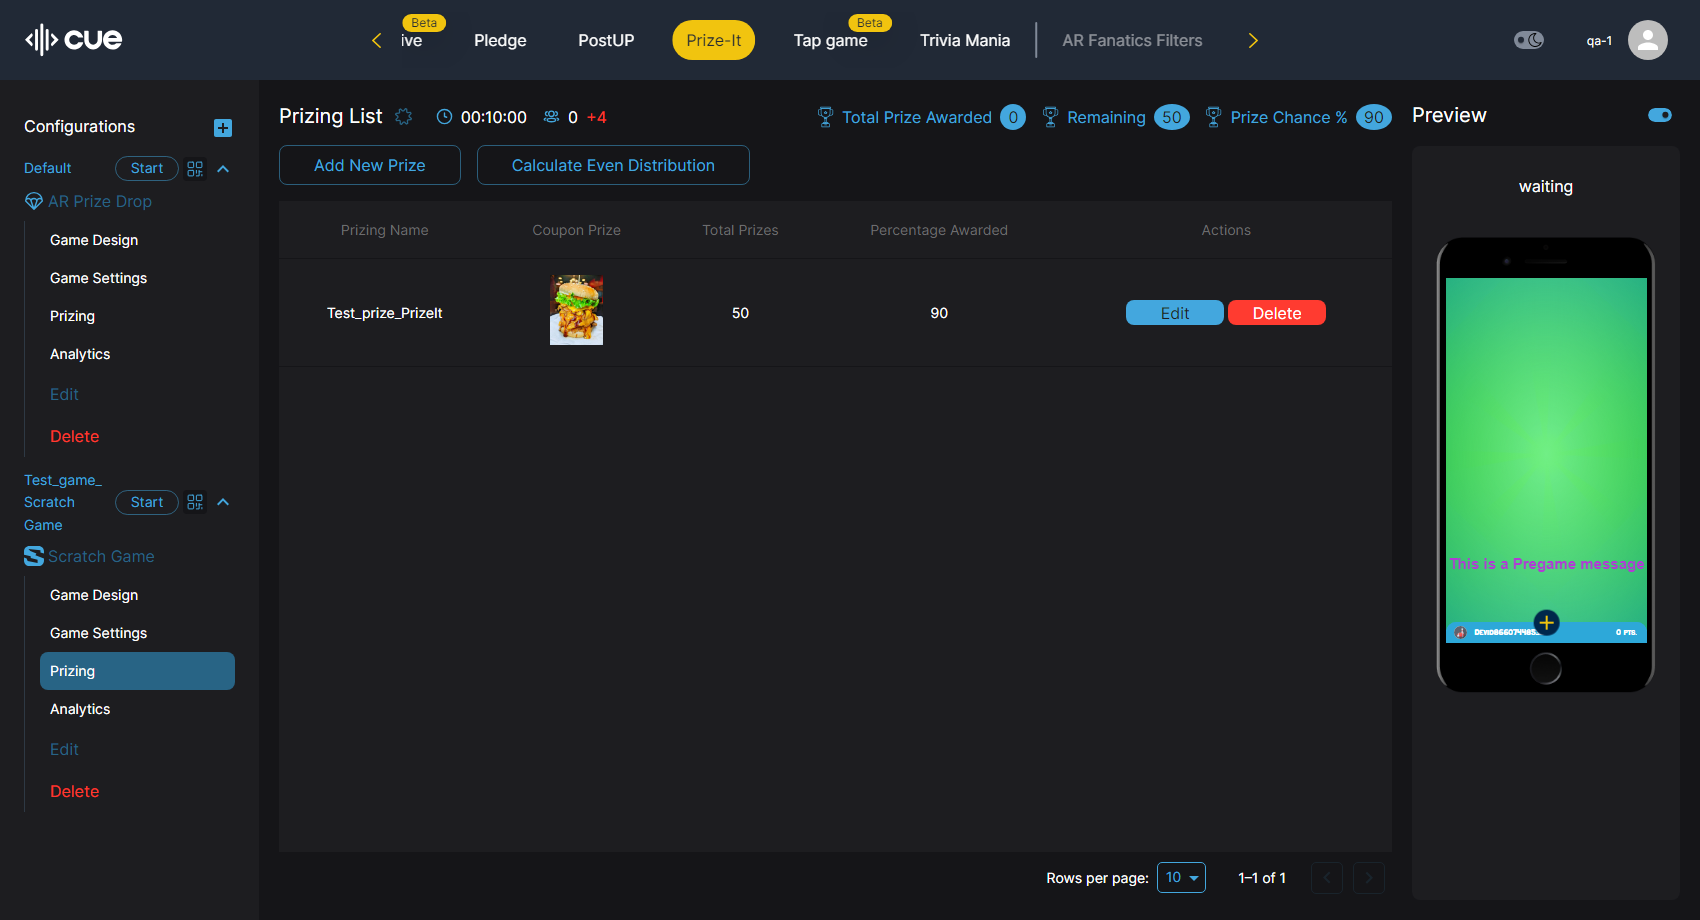 cue
Beta
ive
Pledge
PostUP
Prize-It
Beta
Tap game
Trivia Mania
AR Fanatics Filters
qa-1
Configurations
Default
Start
AR Prize Drop
Game Design
Game Settings
Prizing
Analytics
Edit
Delete
Test_game_
Scratch
Game
Start
Scratch Game
Game Design
Game Settings
Prizing
Analytics
Edit
Delete
Prizing List
00:10:00
0 +4
Total Prize Awarded 0
Remaining 50
Prize Chance % 90
Add New Prize
Calculate Even Distribution
Prizing Name Coupon Prize Total Prizes Percentage Awarded Actions
Test_prize_PrizeIt 50 90 Edit Delete
Rows per page: 10 1–1 of 1
Preview
waiting
This is a Pregame message
0 PTS.